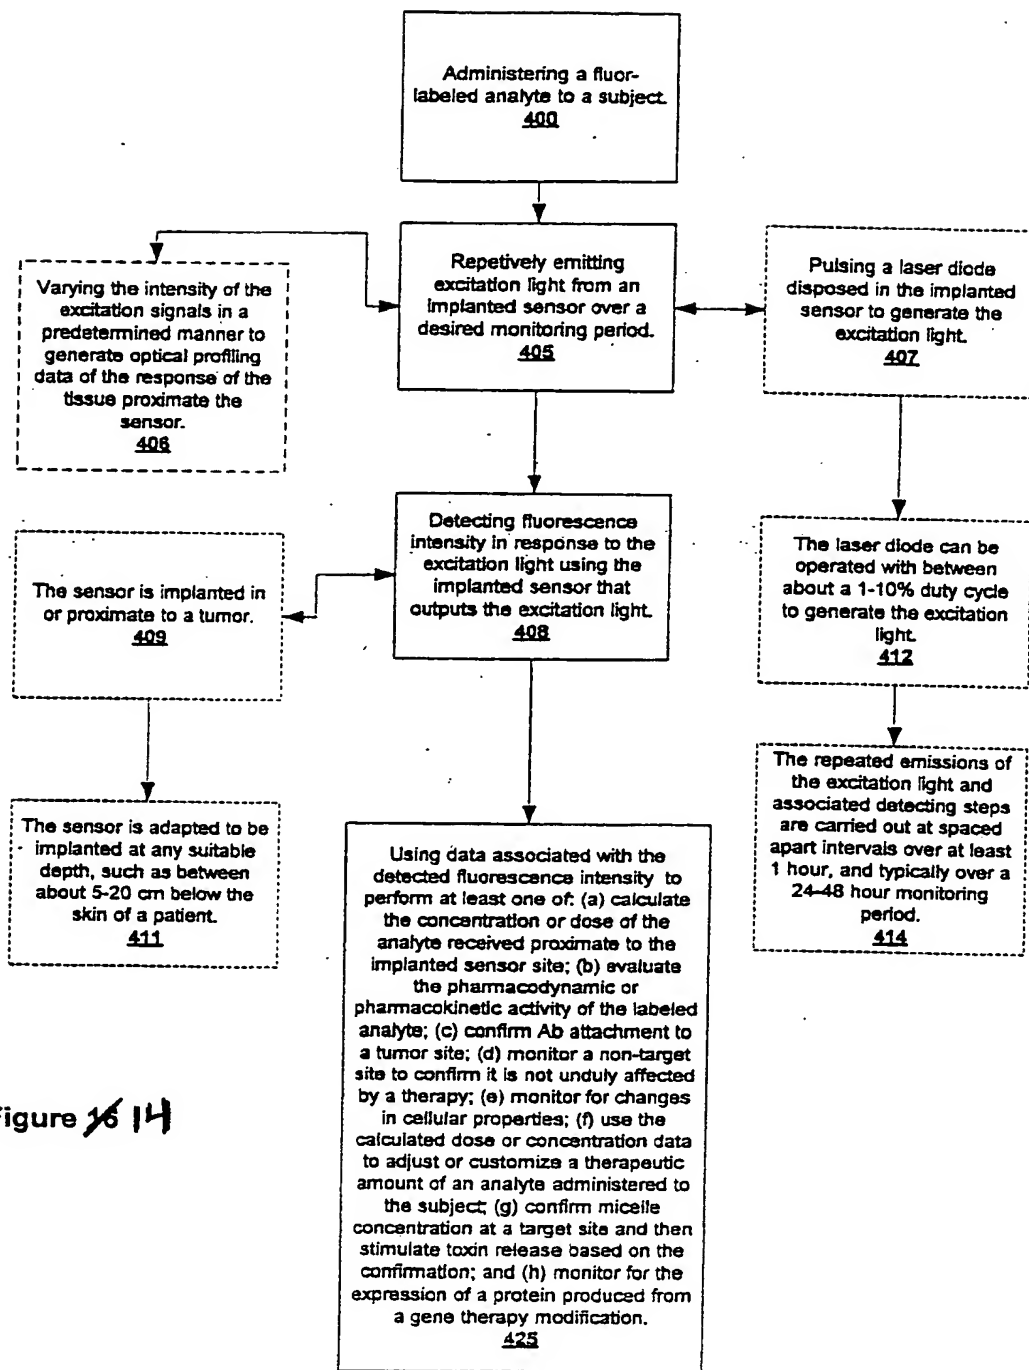 Administering a fluor-
labeled analyte to a subject.
400
Repetively emitting
excitation light from an
implanted sensor over a
desired monitoring period.
405
Varying the intensity of the
excitation signals in a
predetermined manner to
generate optical profiling
data of the response of the
tissue proximate the
sensor.
406
Pulsing a laser diode
disposed in the implanted
sensor to generate the
excitation light.
407
Detecting fluorescence
intensity in response to the
excitation light using the
implanted sensor that
outputs the excitation light.
408
The sensor is implanted in
or proximate to a tumor.
409
The laser diode can be
operated with between
about a 1-10% duty cycle
to generate the excitation
light.
412
The sensor is adapted to be
implanted at any suitable
depth, such as between
about 5-20 cm below the
skin of a patient.
411
The repeated emissions of
the excitation light and
associated detecting steps
are carried out at spaced
apart intervals over at least
1 hour, and typically over a
24-48 hour monitoring
period.
414
Using data associated with the
detected fluorescence intensity to
perform at least one of: (a) calculate
the concentration or dose of the
analyte received proximate to the
implanted sensor site; (b) evaluate
the pharmacodynamic or
pharmacokinetic activity of the labeled
analyte; (c) confirm Ab attachment to
a tumor site; (d) monitor a non-target
site to confirm it is not unduly affected
by a therapy; (e) monitor for changes
in cellular properties; (f) use the
calculated dose or concentration data
to adjust or customize a therapeutic
amount of an analyte administered to
the subject; (g) confirm micelle
concentration at a target site and then
stimulate toxin release based on the
confirmation; and (h) monitor for the
expression of a protein produced from
a gene therapy modification.
425
igure 14